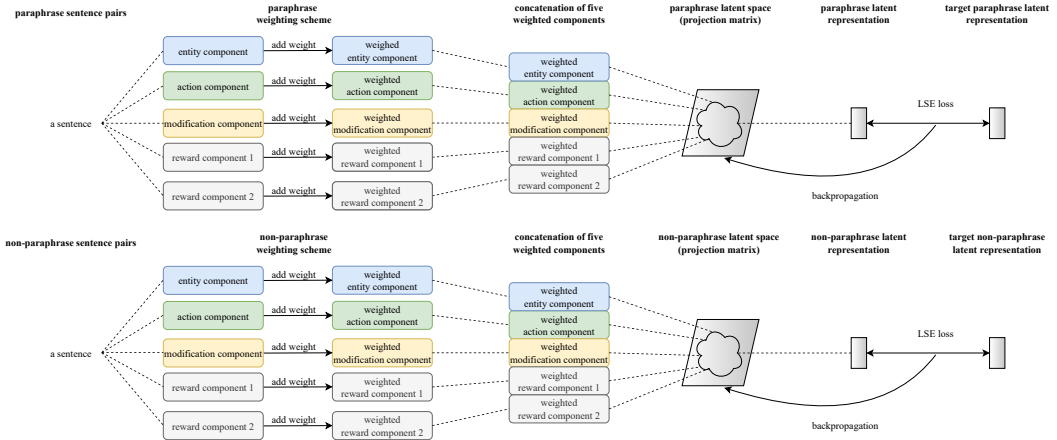 paraphrase sentence pairs
paraphrase
weighting scheme
concatenation of five
weighted components
paraphrase latent space
(projection matrix)
paraphrase latent
representation
target paraphrase latent
representation
entity component
add weight
weighed
entity component
weighted
entity component
action component
add weight
weighted
action component
weighted
action component
LSE loss
a sentence
modification component
add weight
weighted
modification component
weighted
modification component
reward component 1
add weight
weighted
reward component 1
weighted
reward component 1
reward component 2
add weight
weighted
reward component 2
weighted
reward component 2
backpropagation
non-paraphrase sentence pairs
non-paraphrase
weighting scheme
concatenation of five
weighted components
non-paraphrase latent space
(projection matrix)
non-paraphrase latent
representation
target non-paraphrase
latent representation
entity component
add weight
weighted
entity component
weighted
entity component
action component
add weight
weighted
action component
weighted
action component
LSE loss
a sentence
modification component
add weight
weighted
modification component
weighted
modification component
reward component 1
add weight
weighted
reward component 1
weighted
reward component 1
reward component 2
add weight
weighted
reward component 2
weighted
reward component 2
backpropagation